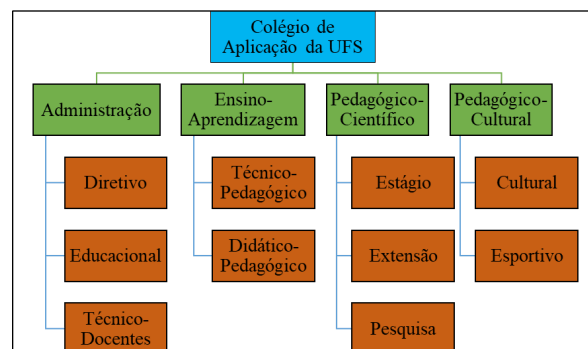 Colégio de
Aplicação da UFS
Administração
Ensino-
Aprendizagem
Pedagógico-
Científico
Pedagógico-
Cultural
Diretivo
Técnico-
Pedagógico
Estágio
Cultural
Educacional
Didático-
Pedagógico
Extensão
Esportivo
Técnico-
Docentes
Pesquisa